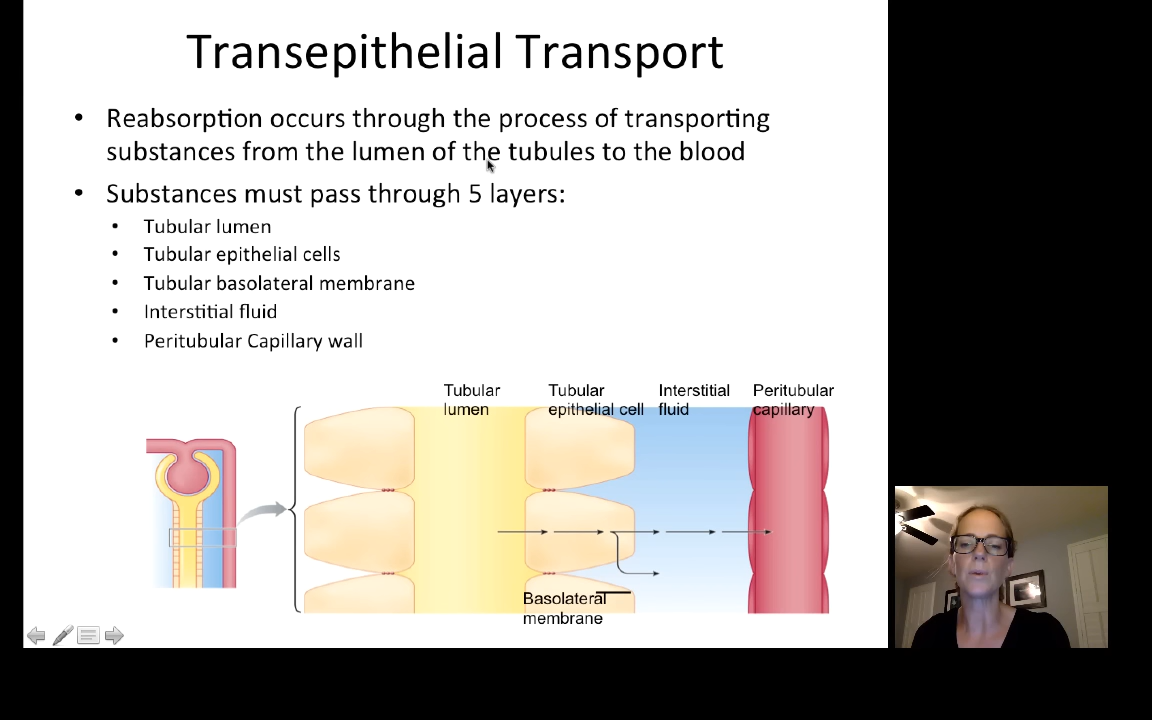 Transepithelial Transport
• Reabsorption occurs through the process of transporting
substances from the lumen of the tubules to the blood
• Substances must pass through 5 layers:
• Tubular lumen
• Tubular epithelial cells
• Tubular basolateral membrane
• Interstitial fluid
• Peritubular Capillary wall
Tubular
lumen
Tubular
epithelial cell
Interstitial
fluid
Peritubular
capillary
Basolateral
membrane